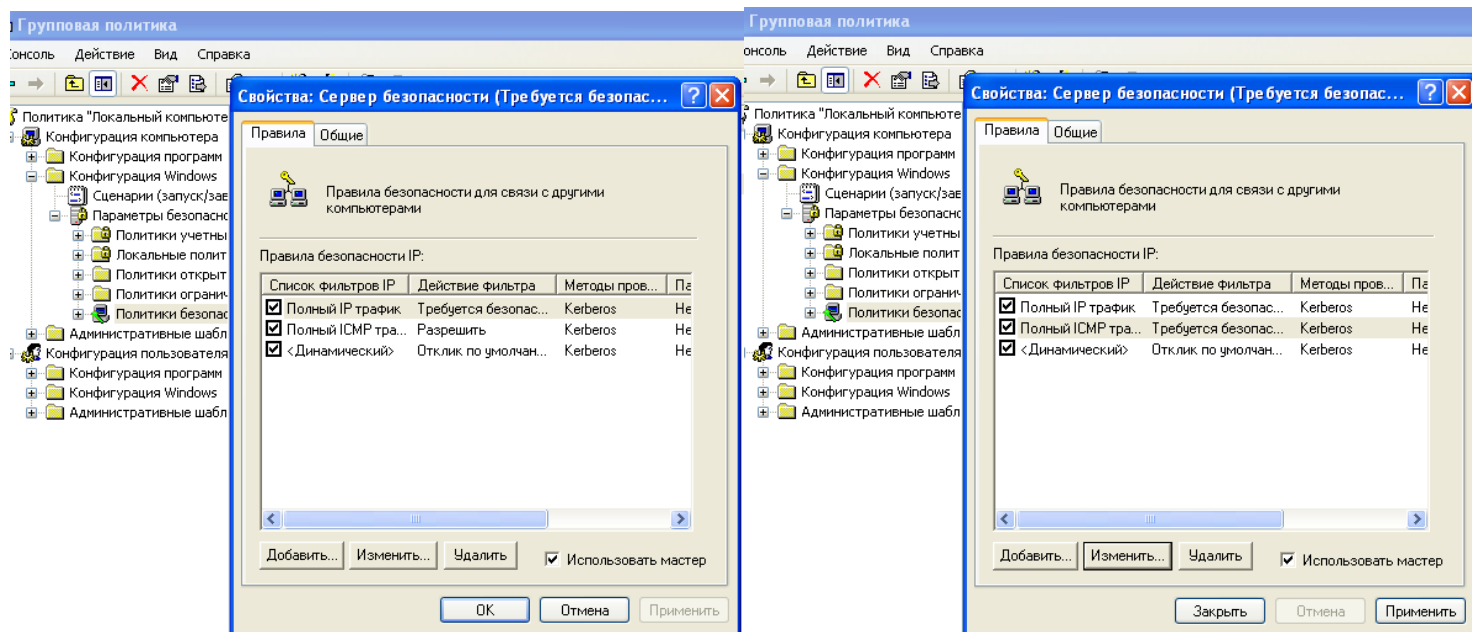 Групповая политика
Консоль Действие Вид Справка
Свойства: Сервер безопасности (Требуется безопас...
Политика "Локальный компьюте
Конфигурация компьютера
Конфигурация программ
Конфигурация Windows
Сценарии (запуск/зав
Параметры безопасно
Политики учетны
Локальные полит
Политики открыт
Политики огранич
Политики безопас
Административные шабл
Конфигурация пользователя
Конфигурация программ
Конфигурация Windows
Административные шабл
Правила Общие
Правила безопасности для связи с другими
компьютерами
Правила безопасности IP:
Список фильтров IP Действие фильтра Методы пров... Па
Полный IP трафик Требуется безопас... Kerberos Не
Полный ICMP тра... Разрешить Kerberos Не
<Динамический> Отклик по умолчан... Kerberos Не
Добавить... Изменить... Удалить Использовать мастер
OK Отмена Применить
Групповая политика
онсоль Действие Вид Справка
Свойства: Сервер безопасности (Требуется безопас...
Политика "Локальный компьюте
Конфигурация компьютера
Конфигурация программ
Конфигурация Windows
Сценарии (запуск/зав
Параметры безопасно
Политики учетны
Локальные полит
Политики открыт
Политики огранич
Политики безопас
Административные шабл
Конфигурация пользователя
Конфигурация программ
Конфигурация Windows
Административные шабл
Правила Общие
Правила безопасности для связи с другими
компьютерами
Правила безопасности IP:
Список фильтров IP Действие фильтра Методы пров... Па
Полный IP трафик Требуется безопас... Kerberos Не
Полный ICMP тра... Требуется безопас... Kerberos Не
<Динамический> Отклик по умолчан... Kerberos Не
Добавить... Изменить... Удалить Использовать мастер
Закрыть Отмена Применить